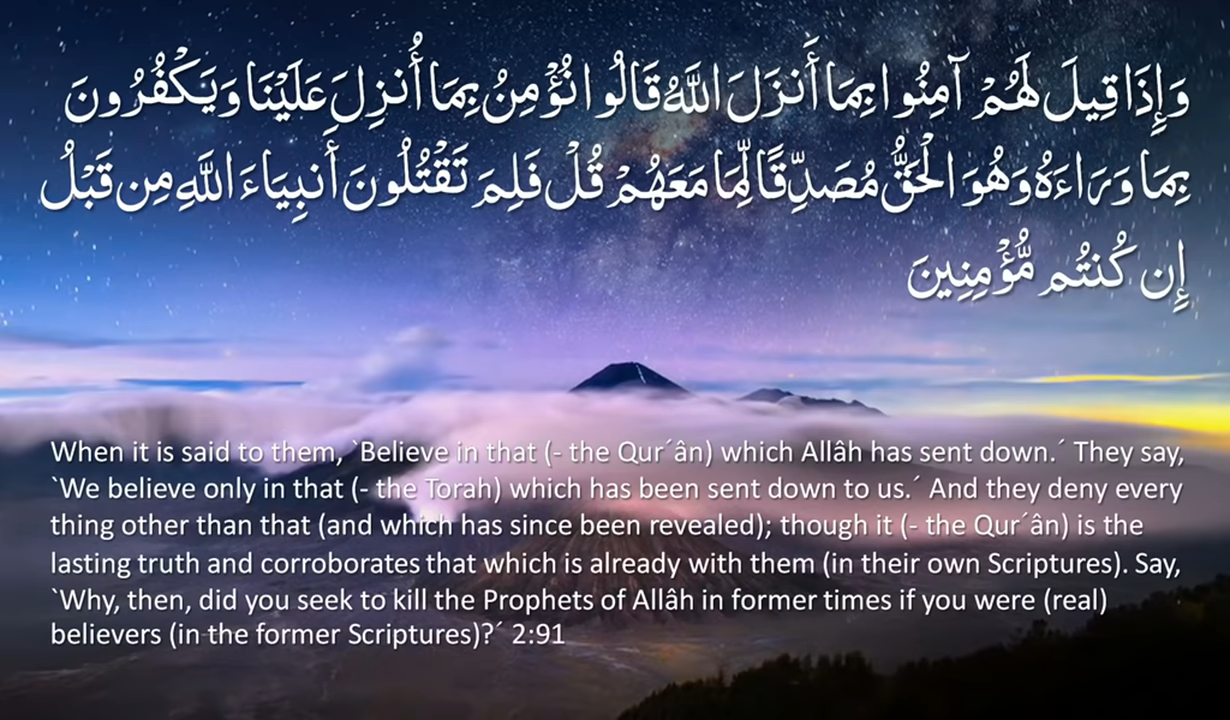 وَإِذَا قِيلَ لَهُمْ آمِنُوا بِمَا أَنزَلَ اللَّهُ قَالُوا نُؤْمِنُ بِمَا أُنزِلَ عَلَيْنَا وَيَكْفُرُونَ
بِمَا وَرَاءَهُ وَهُوَ الْحَقُّ مُصَدِّقًا لِّمَا مَعَهُمْ قُلْ فَلِمَ تَقْتُلُونَ أَنبِيَاءَ اللَّهِ مِن قَبْلُ
إِن كُنتُم مُّؤْمِنِينَ
When it is said to them, `Believe in that (- the Qur´ân) which Allâh has sent down.´ They say,
`We believe only in that (- the Torah) which has been sent down to us.´ And they deny every
thing other than that (and which has since been revealed); though it (- the Qur´ân) is the
lasting truth and corroborates that which is already with them (in their own Scriptures). Say,
`Why, then, did you seek to kill the Prophets of Allâh in former times if you were (real)
believers (in the former Scriptures)?´ 2:91